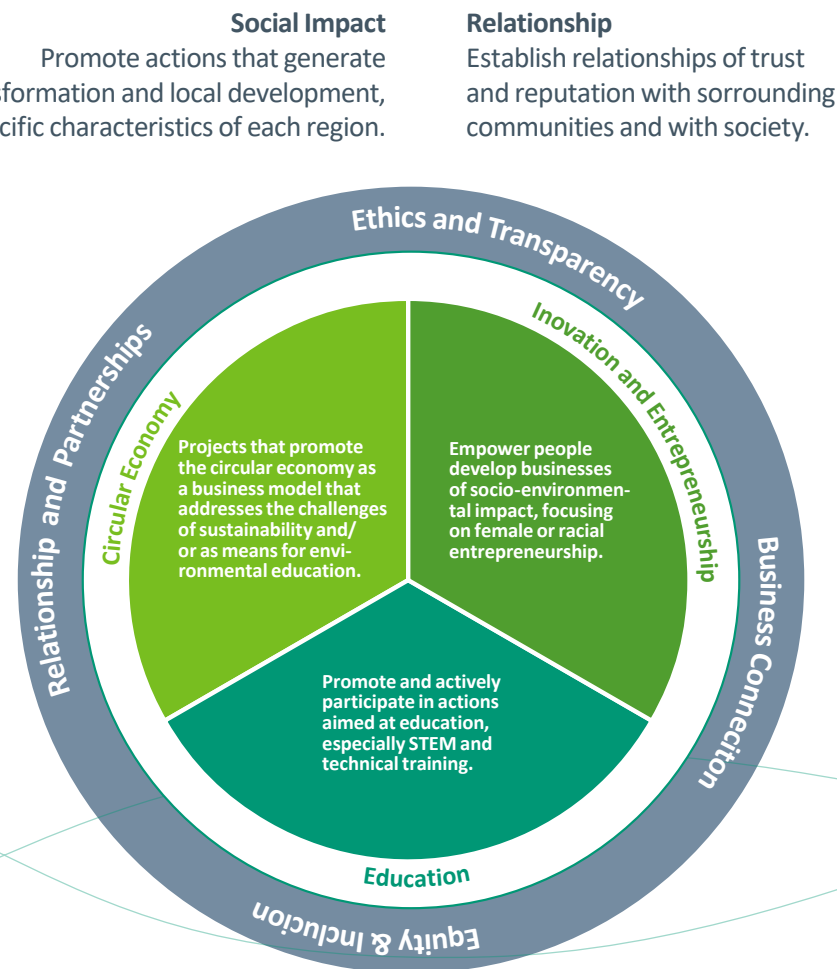 Social Impact
Promote actions that generate
sformation and local development,
cific characteristics of each region.
Relationship
Establish relationships of trust
and reputation with sorrounding
communities and with society.
Ethics and Transparency
Relationship and Partnerships
Circular Economy
Inovation and Entrepreneurship
Business Conneciton
Projects that promote
the circular economy as
a business model that
addresses the challenges
of sustainability and/
or as means for envi-
ronmental education.
Empower people
develop businesses
of socio-environmen-
tal impact, focusing
on female or racial
entrepreneurship.
Promote and actively
participate in actions
aimed at education,
especially STEM and
technical training.
Education
Equity & Inclucion